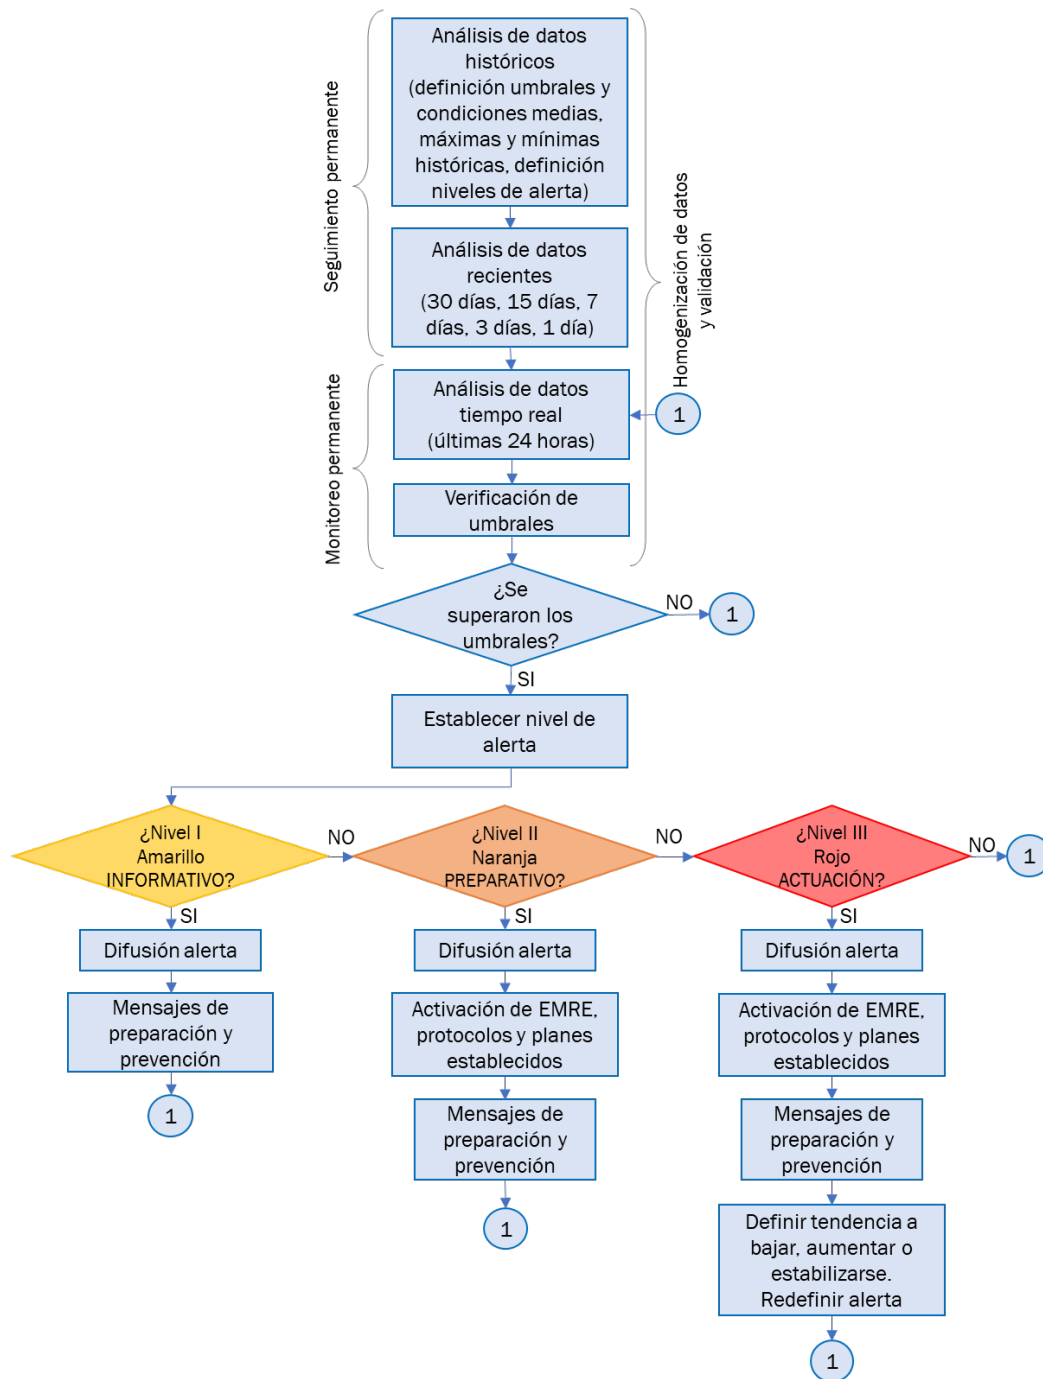 Análisis de datos
históricos
(definición umbrales y
condiciones medias,
máximas y mínimas
históricas, definición
niveles de alerta)
Seguimiento permanente
Análisis de datos
recientes
(30 días, 15 días, 7
días, 3 días, 1 día)
Homogenización de datos
y validación
Análisis de datos
tiempo real
(últimas 24 horas)
1
Monitoreo permanente
Verificación de
umbrales
¿Se
superaron los
umbrales?
NO
1
SI
Establecer nivel de
alerta
¿Nivel I
Amarillo
INFORMATIVO?
NO
¿Nivel II
Naranja
PREPARATIVO?
NO
¿Nivel III
Rojo
ACTUACIÓN?
NO
1
SI
Difusión alerta
Mensajes de
preparación y
prevención
1
SI
Difusión alerta
Activación de EMRE,
protocolos y planes
establecidos
Mensajes de
preparación y
prevención
1
SI
Difusión alerta
Activación de EMRE,
protocolos y planes
establecidos
Mensajes de
preparación y
prevención
Definir tendencia a
bajar, aumentar o
estabilizarse.
Redefinir alerta
1